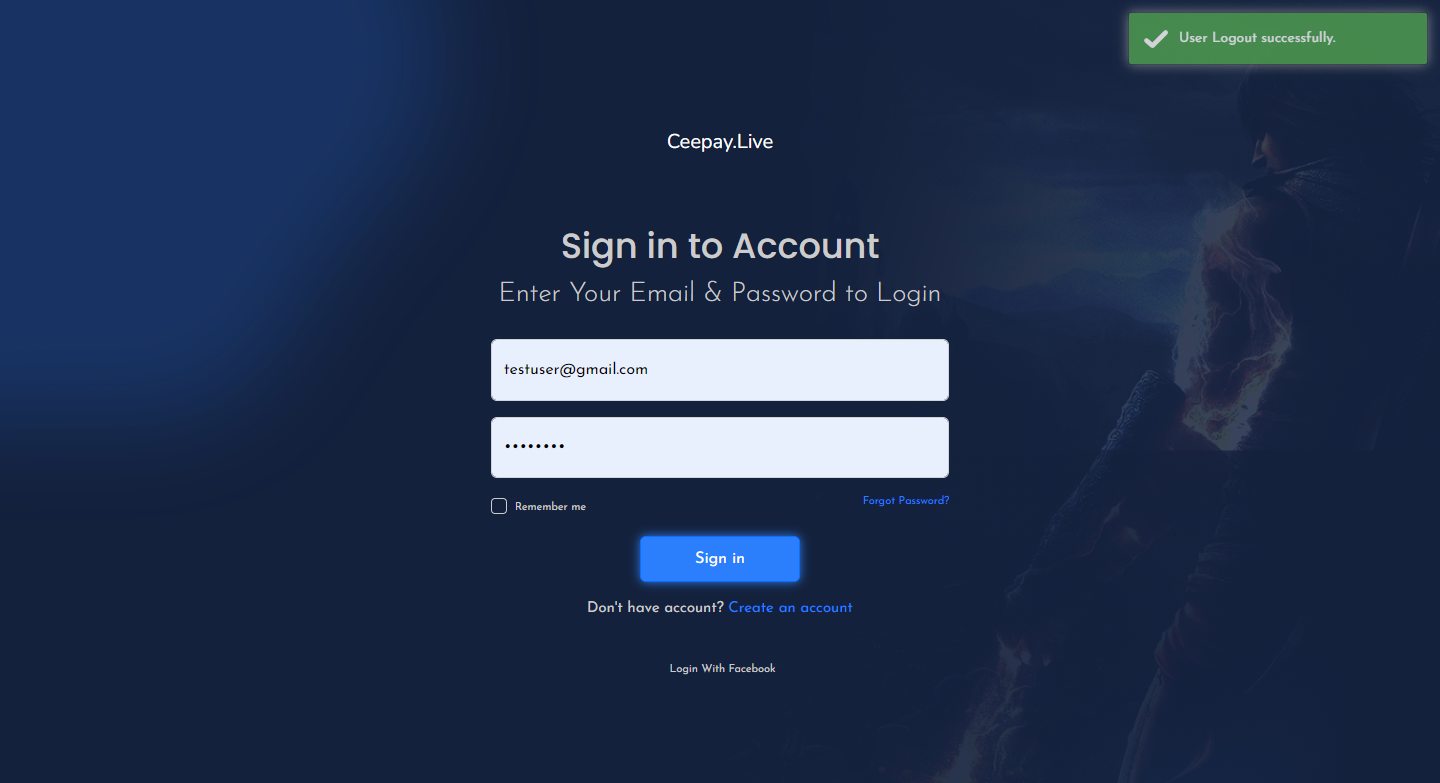 User Logout successfully.
Ceepay.Live
Sign in to Account
Enter Your Email & Password to Login
testuser@gmail.com
••••••••
Remember me
Forgot Password?
Sign in
Don't have account? Create an account
Login With Facebook